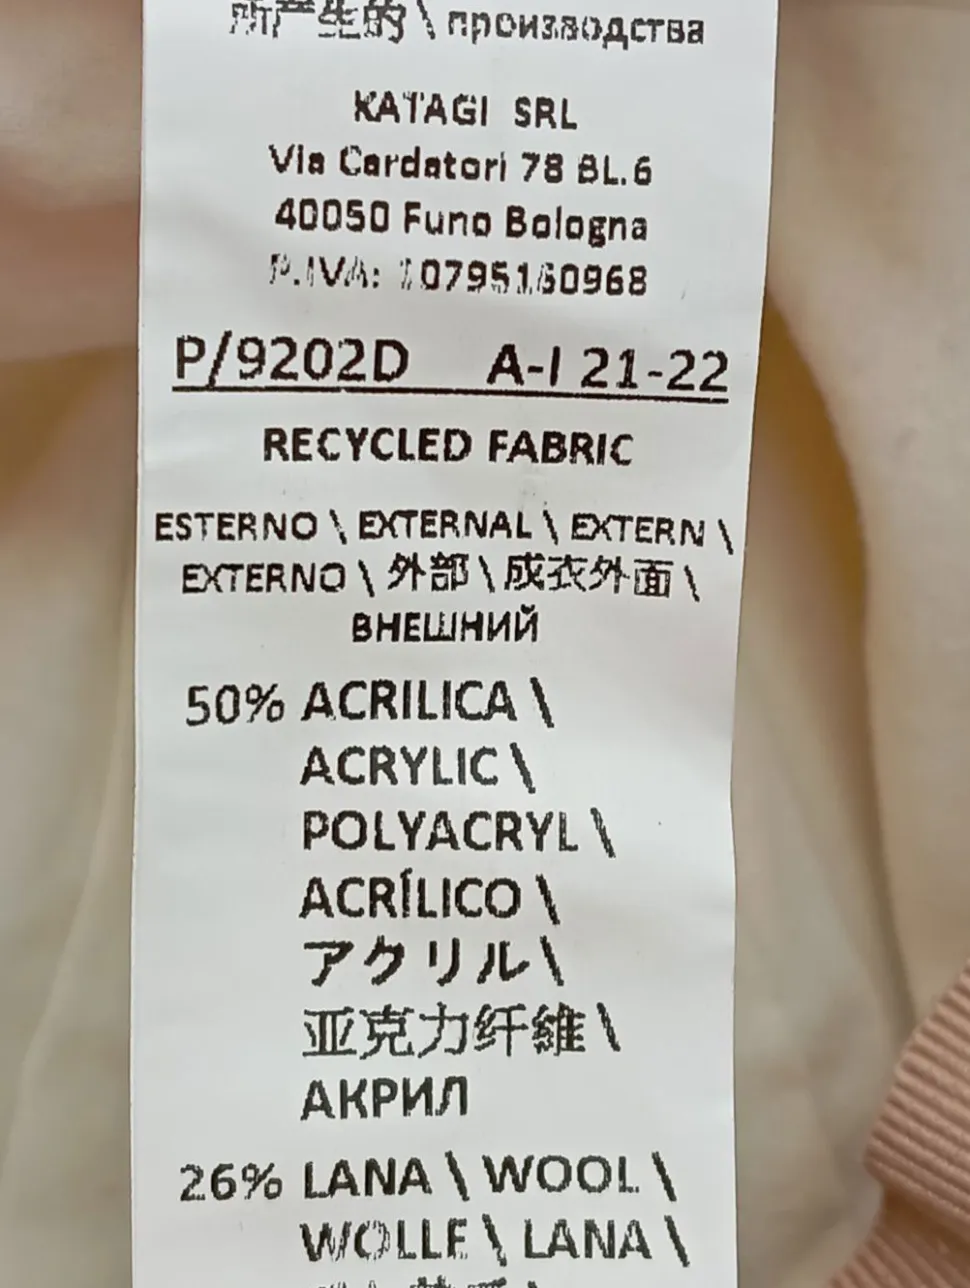 所产生的 \ производства
KATAGI SRL
Via Cardatori 78 BL.6
40050 Funo Bologna
P.IVA: 10795160968
P/9202D A-I 21-22
RECYCLED FABRIC
ESTERNO \ EXTERNAL \ EXTERN \
EXTERNO \ 外部 \ 成衣外面 \
ВНЕШНИЙ
50% ACRILICA \
ACRYLIC \
POLYACRYL \
ACRÍLICO \
アクリル \
亚克力纤維 \
АКРИЛ
26% LANA \ WOOL \
WOLLE \ LANA \